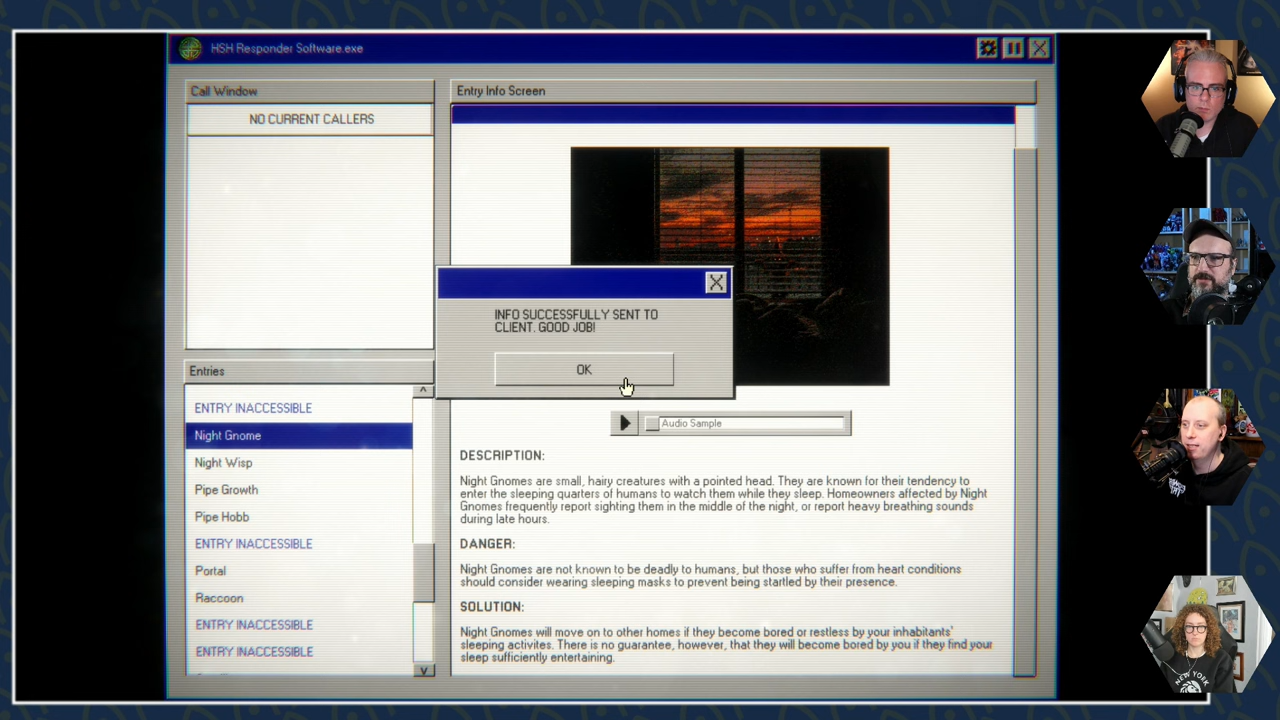 HSH Responder Software.exe
Call Window
NO CURRENT CALLERS
Entry Info Screen
INFO SUCCESSFULLY SENT TO
CLIENT. GOOD JOB!
OK
Entries
ENTRY INACCESSIBLE
Night Gnome
Night Wisp
Pipe Growth
Pipe Hobb
ENTRY INACCESSIBLE
Portal
Raccoon
ENTRY INACCESSIBLE
ENTRY INACCESSIBLE
Audio Sample
DESCRIPTION:
Night Gnomes are small, hairy creatures with a pointed head. They are known for their tendency to
enter the sleeping quarters of humans to watch them while they sleep. Homeowners affected by Night
Gnomes frequently report sighting them in the middle of the night, or report heavy breathing sounds
during late hours.
DANGER:
Night Gnomes are not known to be deadly to humans, but those who suffer from heart conditions
should consider wearing sleeping masks to prevent being startled by their presence.
SOLUTION:
Night Gnomes will move on to other homes if they become bored or restless by your inhabitants'
sleeping activites. There is no guarantee, however, that they will become bored by you if they find your
sleep sufficiently entertaining.
NEW YORK